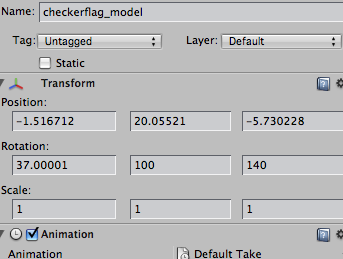 Name: checkerflag_model
Tag: Untagged Layer: Default
Static
Transform
Position:
-1.516712 20.05521 -5.730228
Rotation:
37.00001 100 140
Scale:
1 1 1
Animation
Animation Default Take